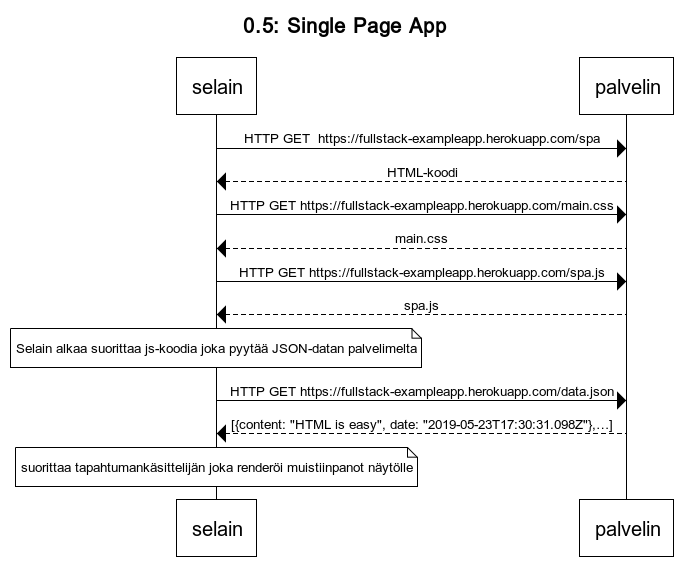 0.5: Single Page App
selain
palvelin
HTTP GET  https://fullstack-exampleapp.herokuapp.com/spa
HTML-koodi
HTTP GET https://fullstack-exampleapp.herokuapp.com/main.css
main.css
HTTP GET https://fullstack-exampleapp.herokuapp.com/spa.js
spa.js
Selain alkaa suorittaa js-koodia joka pyytää JSON-datan palvelimelta
HTTP GET https://fullstack-exampleapp.herokuapp.com/data.json
[{content: "HTML is easy", date: "2019-05-23T17:30:31.098Z"},...]
suorittaa tapahtumankäsittelijän joka renderöi muistiinpanot näytölle
selain
palvelin